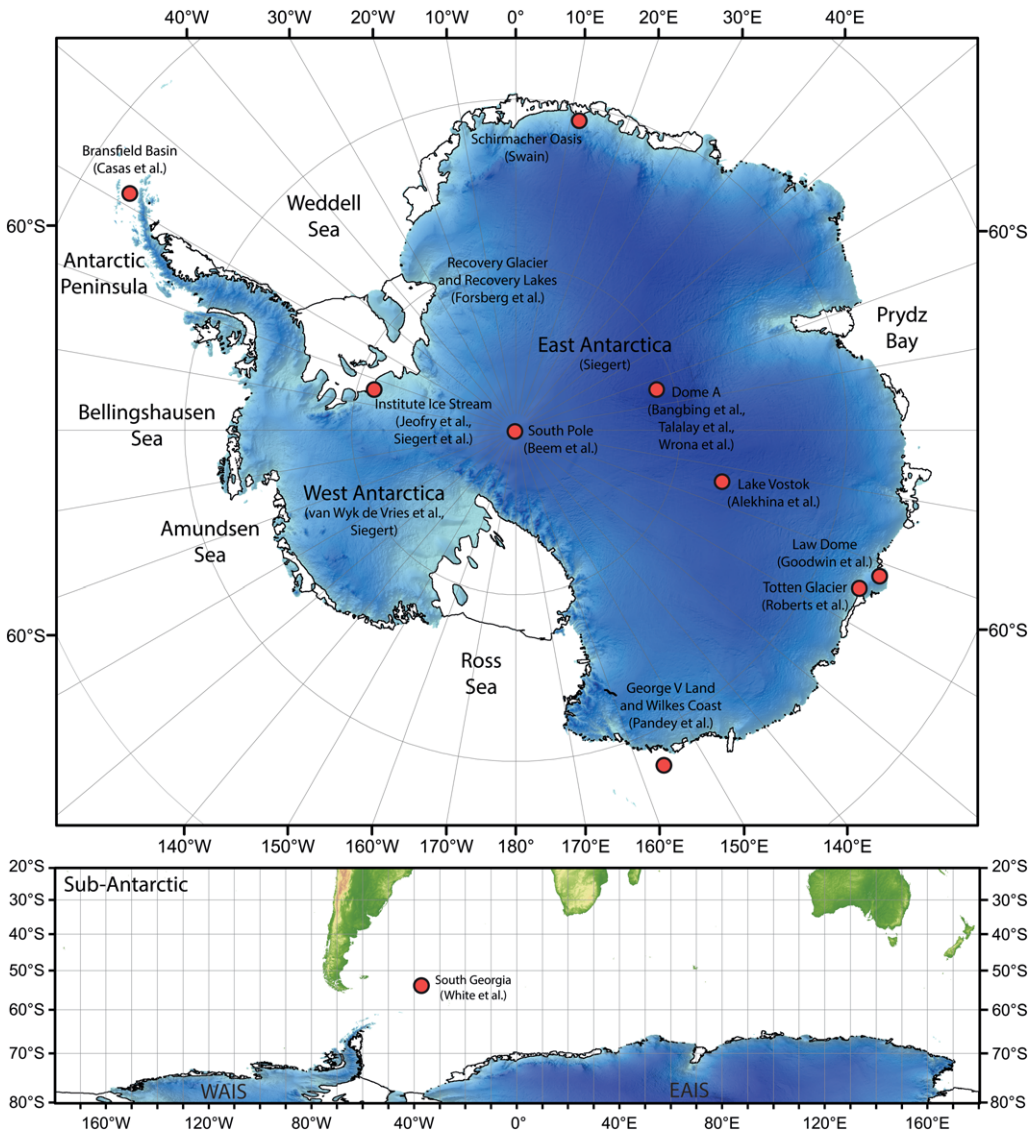 40°W 30°W 20°W 10°W 0° 10°E 20°E 30°E 40°E
Bransfield Basin
(Casas et al.)
Schirmacher Oasis
(Swain)
Weddell
Sea
60°S
60°S
Antarctic
Peninsula
Recovery Glacier
and Recovery Lakes
(Forsberg et al.)
Prydz
Bay
East Antarctica
(Siegert)
Bellingshausen
Sea
Institute Ice Stream
(Jeofry et al.,
Siegert et al.)
Dome A
(Bangbing et al.,
Talalay et al.,
Wrona et al.)
South Pole
(Beem et al.)
Lake Vostok
(Alekhina et al.)
West Antarctica
(van Wyk de Vries et al.,
Siegert)
Amundsen
Sea
Law Dome
(Goodwin et al.)
Totten Glacier
(Roberts et al.)
60°S
60°S
Ross
Sea
George V Land
and Wilkes Coast
(Pandey et al.)
140°W 150°W 160°W 170°W 180° 170°E 160°E 150°E 140°E
20°S 20°S
Sub-Antarctic
30°S 30°S
40°S 40°S
50°S 50°S
South Georgia
(White et al.)
60°S 60°S
70°S 70°S
WAIS EAIS
80°S 80°S
160°W 120°W 80°W 40°W 0° 40°E 80°E 120°E 160°E